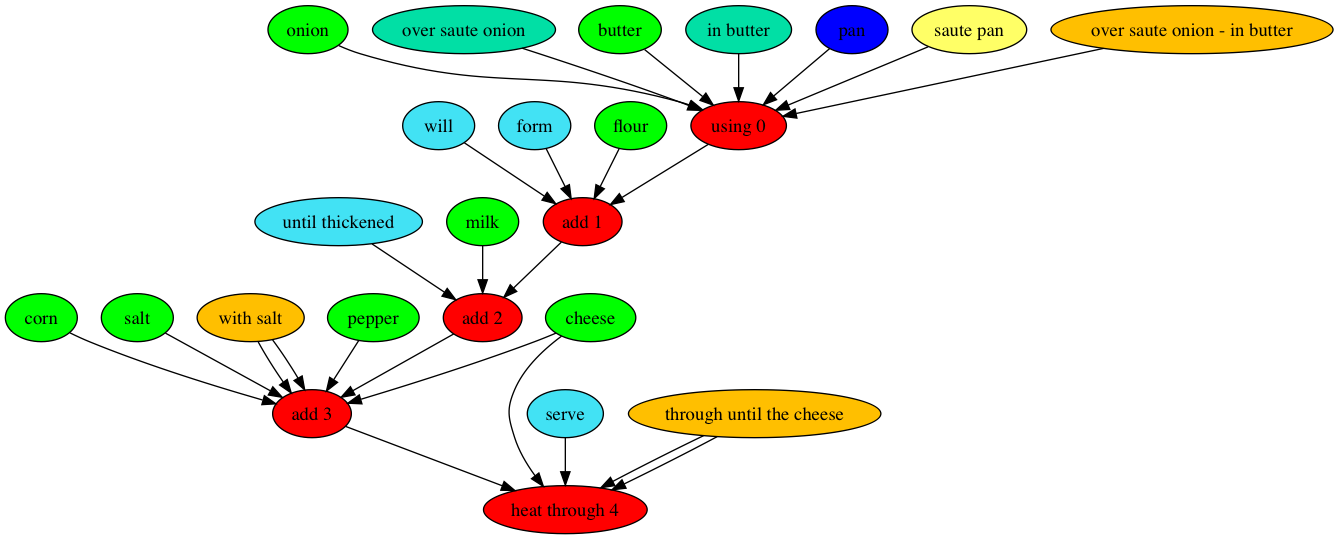 onion
over saute onion
butter
in butter
pan
saute pan
over saute onion - in butter
will
form
flour
using 0
until thickened
milk
add 1
corn
salt
with salt
pepper
add 2
cheese
add 3
serve
through until the cheese
heat through 4